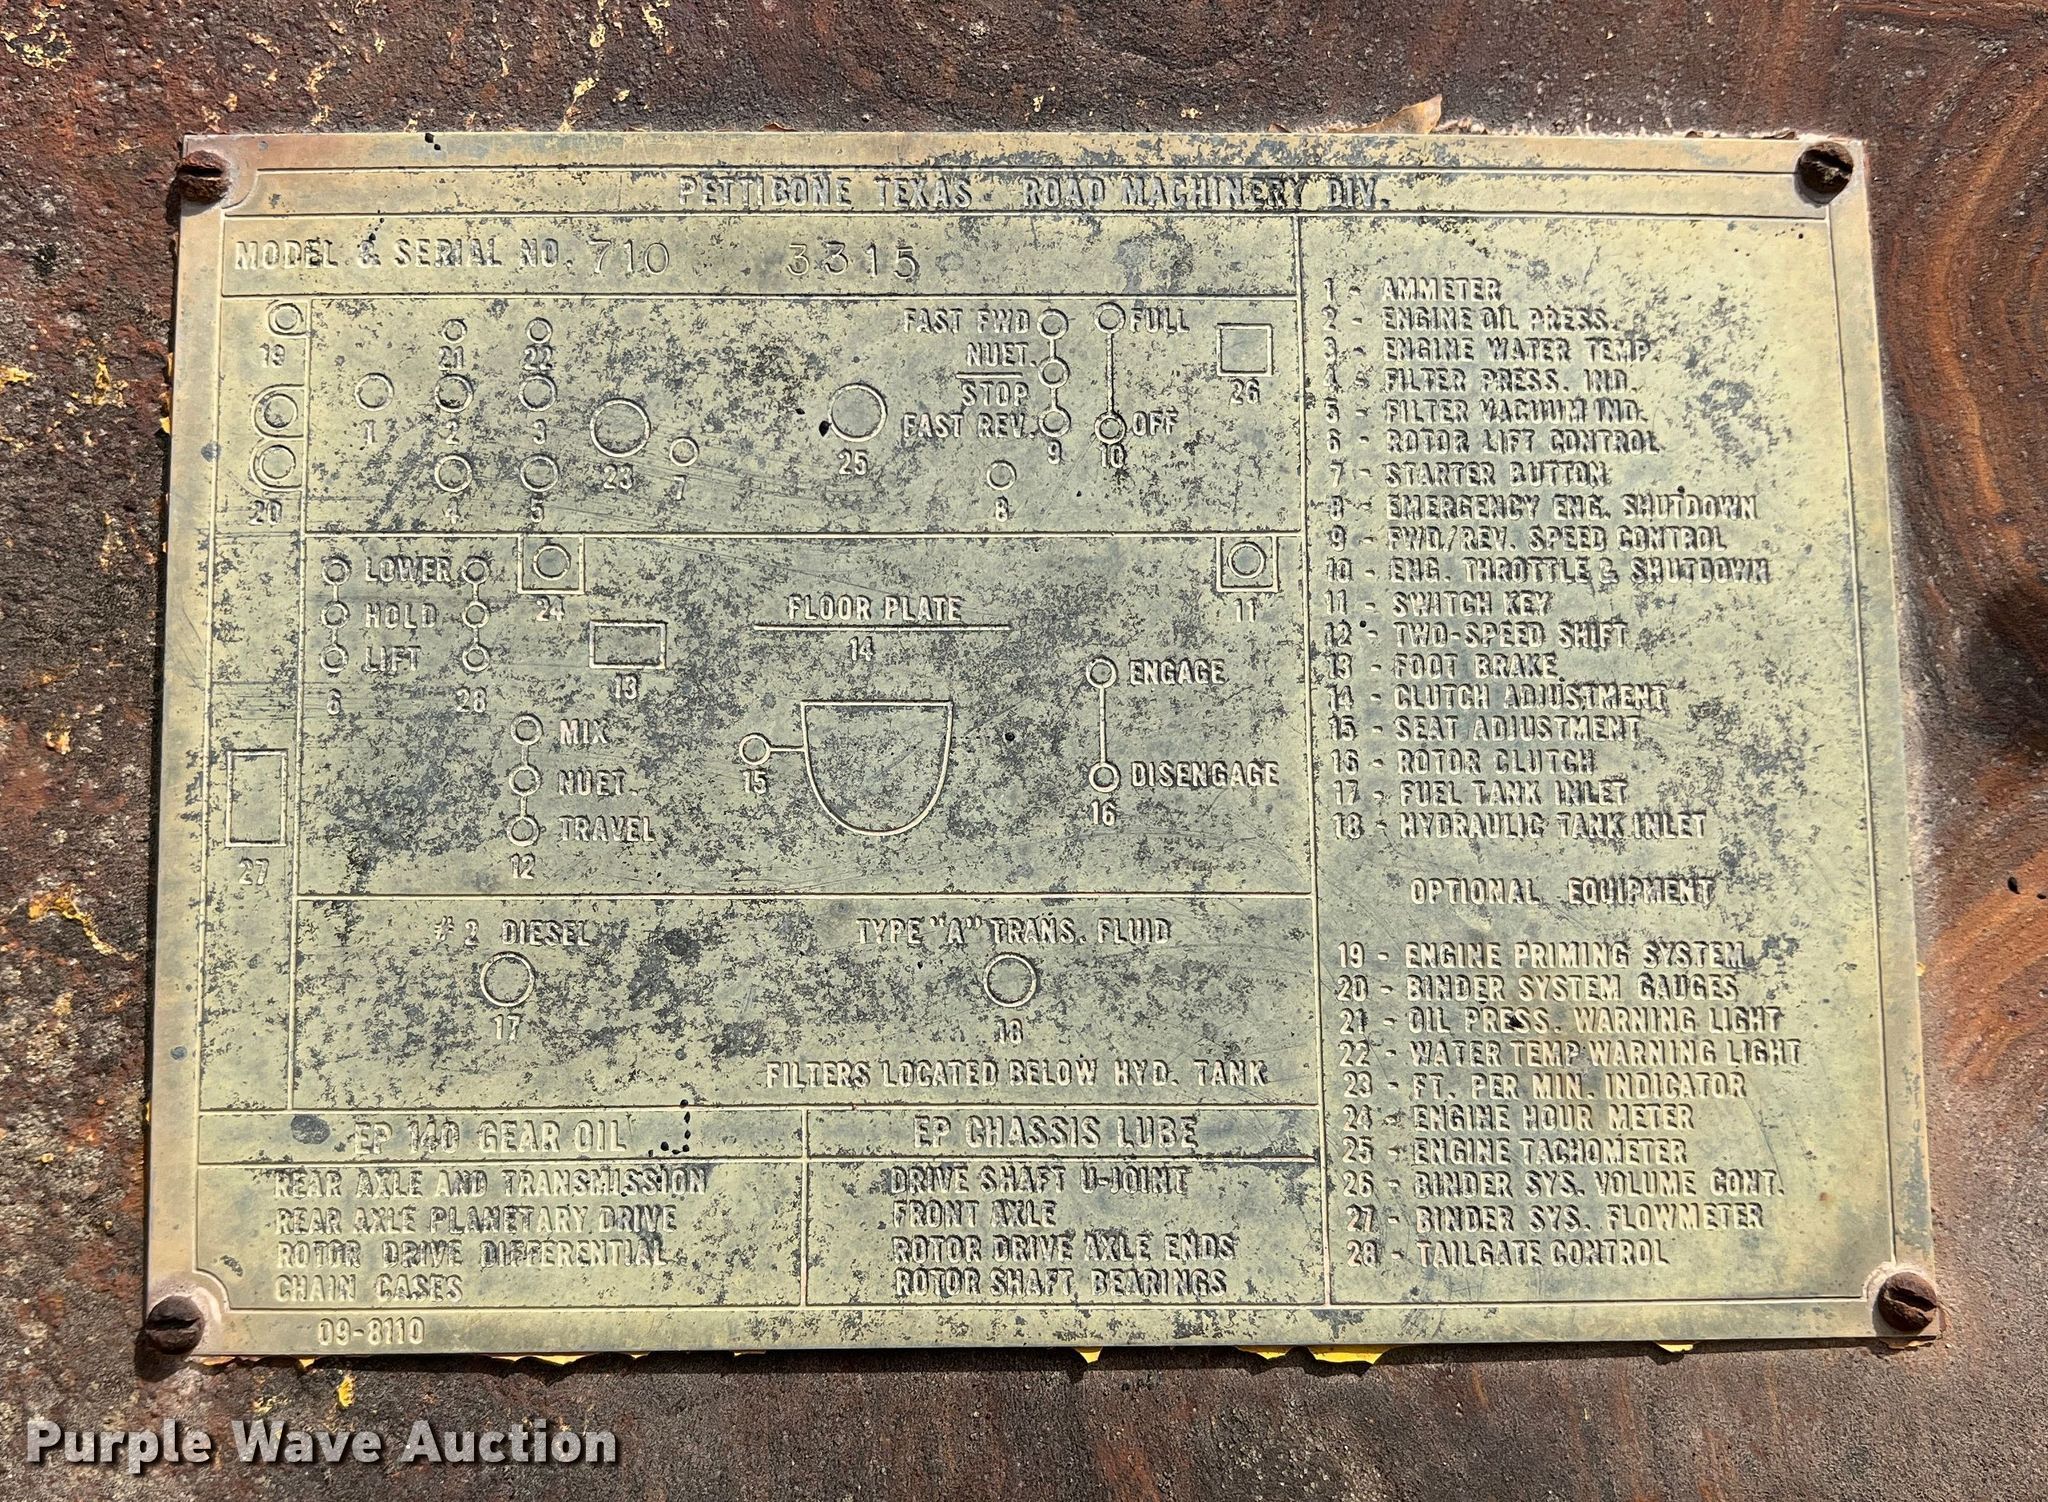 PETTIBONE TEXAS ROAD MACHINERY DIV.
MODEL & SERIAL NO. 710 3315
19
20
27
21
22
1
2
3
4
5
23
7
25
FAST FWD
NUET.
STOP
FAST REV.
9
FULL
OFF
10
8
26
LOWER
HOLD
LIFT
6
28
24
13
FLOOR PLATE
14
11
MIX
NUET.
TRAVEL
12
15
ENGAGE
DISENGAGE
16
# 2 DIESEL
17
TYPE "A" TRANS. FLUID
18
FILTERS LOCATED BELOW HYD. TANK
EP 140 GEAR OIL
REAR AXLE AND TRANSMISSION
REAR AXLE PLANETARY DRIVE
ROTOR DRIVE DIFFERENTIAL
CHAIN CASES
EP CHASSIS LUBE
DRIVE SHAFT U-JOINT
FRONT AXLE
ROTOR DRIVE AXLE ENDS
ROTOR SHAFT BEARINGS
1 - AMMETER
2 - ENGINE OIL PRESS.
3 - ENGINE WATER TEMP.
4 - FILTER PRESS. IND.
5 - FILTER VACUUM IND.
6 - ROTOR LIFT CONTROL
7 - STARTER BUTTON
8 - EMERGENCY ENG. SHUTDOWN
9 - FWD./REV. SPEED CONTROL
10 - ENG. THROTTLE & SHUTDOWN
11 - SWITCH KEY
12 - TWO-SPEED SHIFT
13 - FOOT BRAKE
14 - CLUTCH ADJUSTMENT
15 - SEAT ADJUSTMENT
16 - ROTOR CLUTCH
17 - FUEL TANK INLET
18 - HYDRAULIC TANK INLET
OPTIONAL EQUIPMENT
19 - ENGINE PRIMING SYSTEM
20 - BINDER SYSTEM GAUGES
21 - OIL PRESS. WARNING LIGHT
22 - WATER TEMP WARNING LIGHT
23 - FT. PER MIN. INDICATOR
24 - ENGINE HOUR METER
25 - ENGINE TACHOMETER
26 - BINDER SYS. VOLUME CONT.
27 - BINDER SYS. FLOWMETER
28 - TAILGATE CONTROL
09-8110
Purple Wave Auction